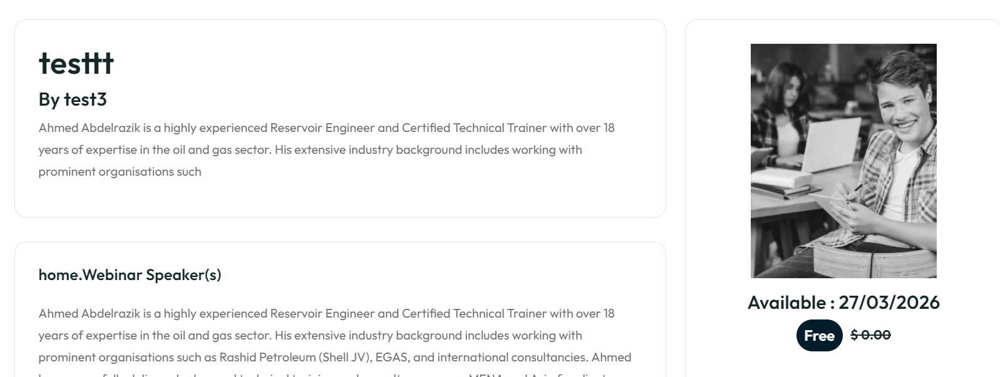 testtt
By test3
Ahmed Abdelrazik is a highly experienced Reservoir Engineer and Certified Technical Trainer with over 18
years of expertise in the oil and gas sector. His extensive industry background includes working with
prominent organisations such
home.Webinar Speaker(s)
Ahmed Abdelrazik is a highly experienced Reservoir Engineer and Certified Technical Trainer with over 18
years of expertise in the oil and gas sector. His extensive industry background includes working with
prominent organisations such as Rashid Petroleum (Shell JV), EGAS, and international consultancies. Ahmed
Available : 27/03/2026
Free $ 0.00